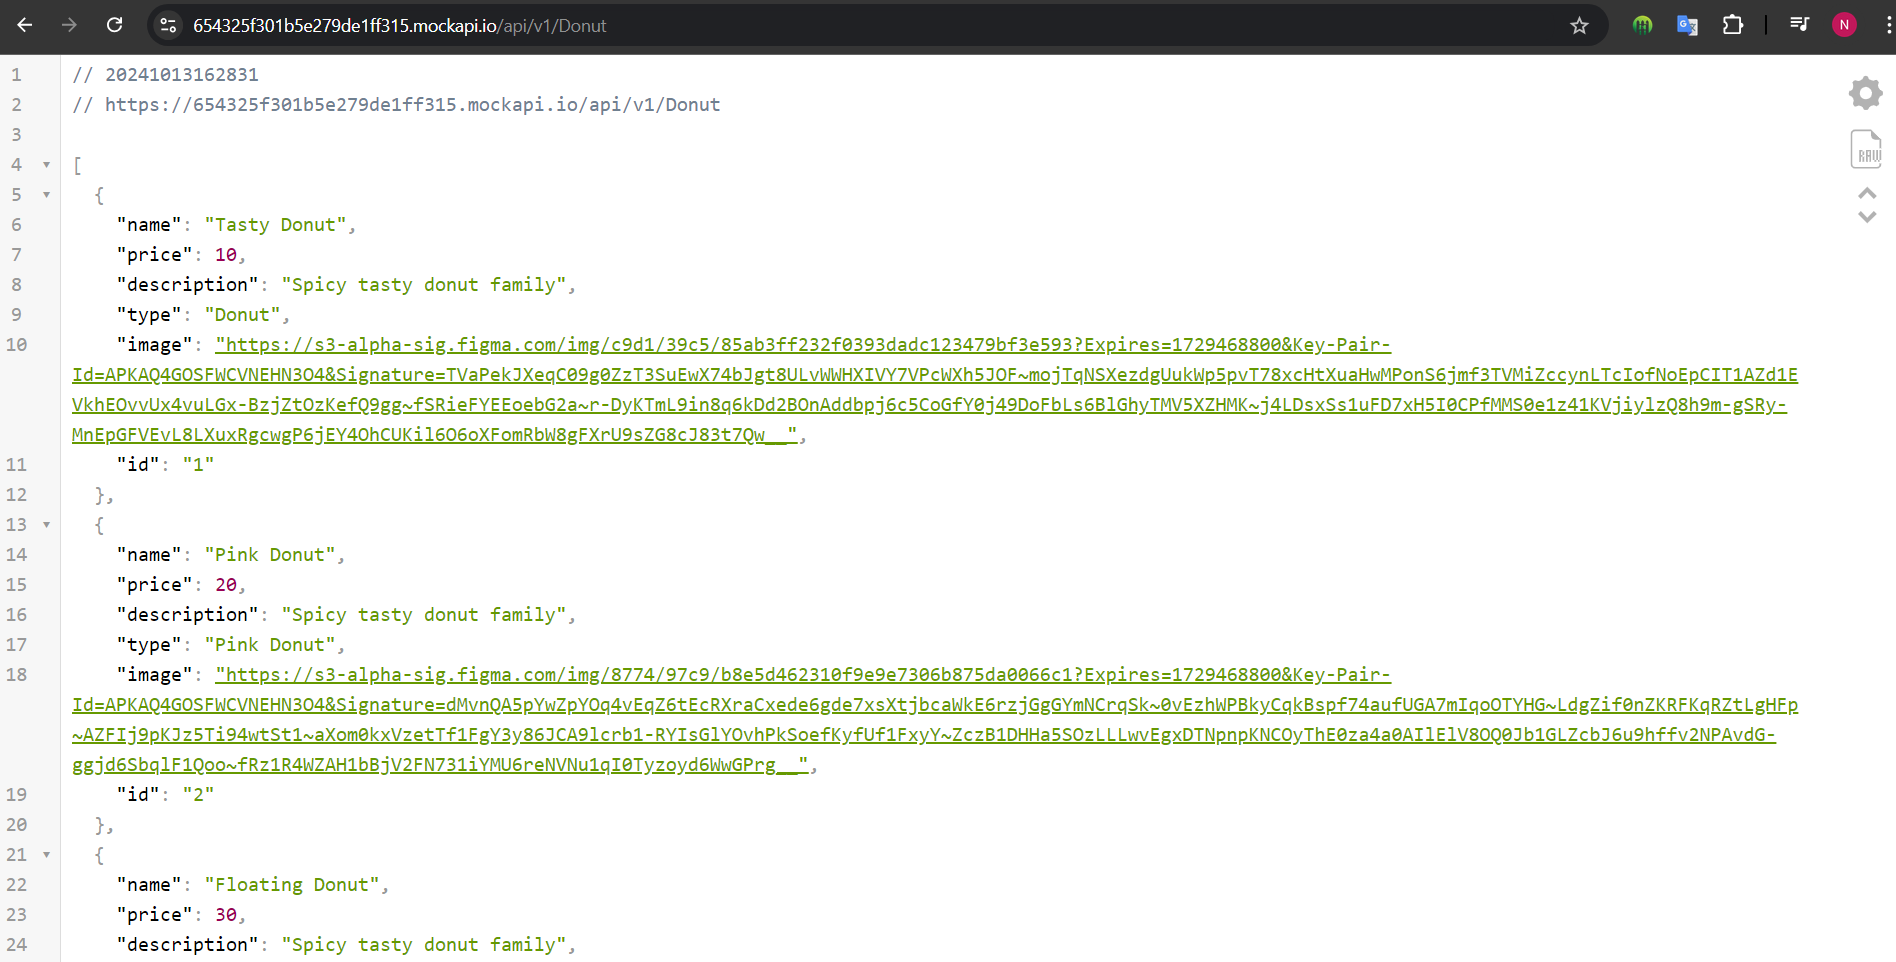 654325f301b5e279de1ff315.mockapi.io/api/v1/Donut
N
1 // 20241013162831
2 // https://654325f301b5e279de1ff315.mockapi.io/api/v1/Donut
3
4 [
5 {
6 "name": "Tasty Donut",
7 "price": 10,
8 "description": "Spicy tasty donut family",
9 "type": "Donut",
10 "image": "https://s3-alpha-sig.figma.com/img/c9d1/39c5/85ab3ff232f0393dadc123479bf3e593?Expires=1729468800&Key-Pair-
Id=APKAQ4GOSFWCVNEHN3O4&Signature=TVaPekJXeqC09g0ZzT3SuEwX74bJgt8ULvWWHXIVY7VPcWXh5JOF~mojTqNSXezdgUukWp5pvT78xcHtXuaHwMPonS6jmf3TVMiZccynLTcIofNoEpCIT1AZd1E
VkhEOvvUx4vuLGx-BzjZtOzKefQ9gg~fSRieFYEEoebG2a~r-DyKTmL9in8q6kDd2BOnAddbpj6c5CoGfY0j49DoFbLs6BlGhyTMV5XZHMK~j4LDsxSs1uFD7xH5I0CPfMMS0e1z41KVjiylzQ8h9m-gSRy-
MnEpGFVEvL8LXuxRgcwgP6jEY4OhCUKil6O6oXFomRbW8gFXrU9sZG8cJ83t7Qw__",
11 "id": "1"
12 },
13 {
14 "name": "Pink Donut",
15 "price": 20,
16 "description": "Spicy tasty donut family",
17 "type": "Pink Donut",
18 "image": "https://s3-alpha-sig.figma.com/img/8774/97c9/b8e5d462310f9e9e7306b875da0066c1?Expires=1729468800&Key-Pair-
Id=APKAQ4GOSFWCVNEHN3O4&Signature=dMvnQA5pYwZpYOq4vEqZ6tEcRXraCxede6gde7xsXtjbcaWkE6rzjGgGYmNCrqSk~0vEzhWPBkyCqkBspf74aufUGA7mIqoOTYHG~LdgZif0nZKRFKqRZtLgHFp
~AZFIj9pKJz5Ti94wtSt1~aXom0kxVzetTf1FgY3y86JCA9lcrb1-RYIsGlYOvhPkSoefKyfUf1FxyY~ZczB1DHHa5SOzLLLwvEgxDTNpnpKNCOyThE0za4a0AIlElV8OQ0Jb1GLZcbJ6u9hffv2NPAvdG-
ggjd6SbqlF1Qoo~fRz1R4WZAH1bBjV2FN731iYMU6reNVNu1qI0Tyzoyd6WwGPrg__",
19 "id": "2"
20 },
21 {
22 "name": "Floating Donut",
23 "price": 30,
24 "description": "Spicy tasty donut family",
RAW